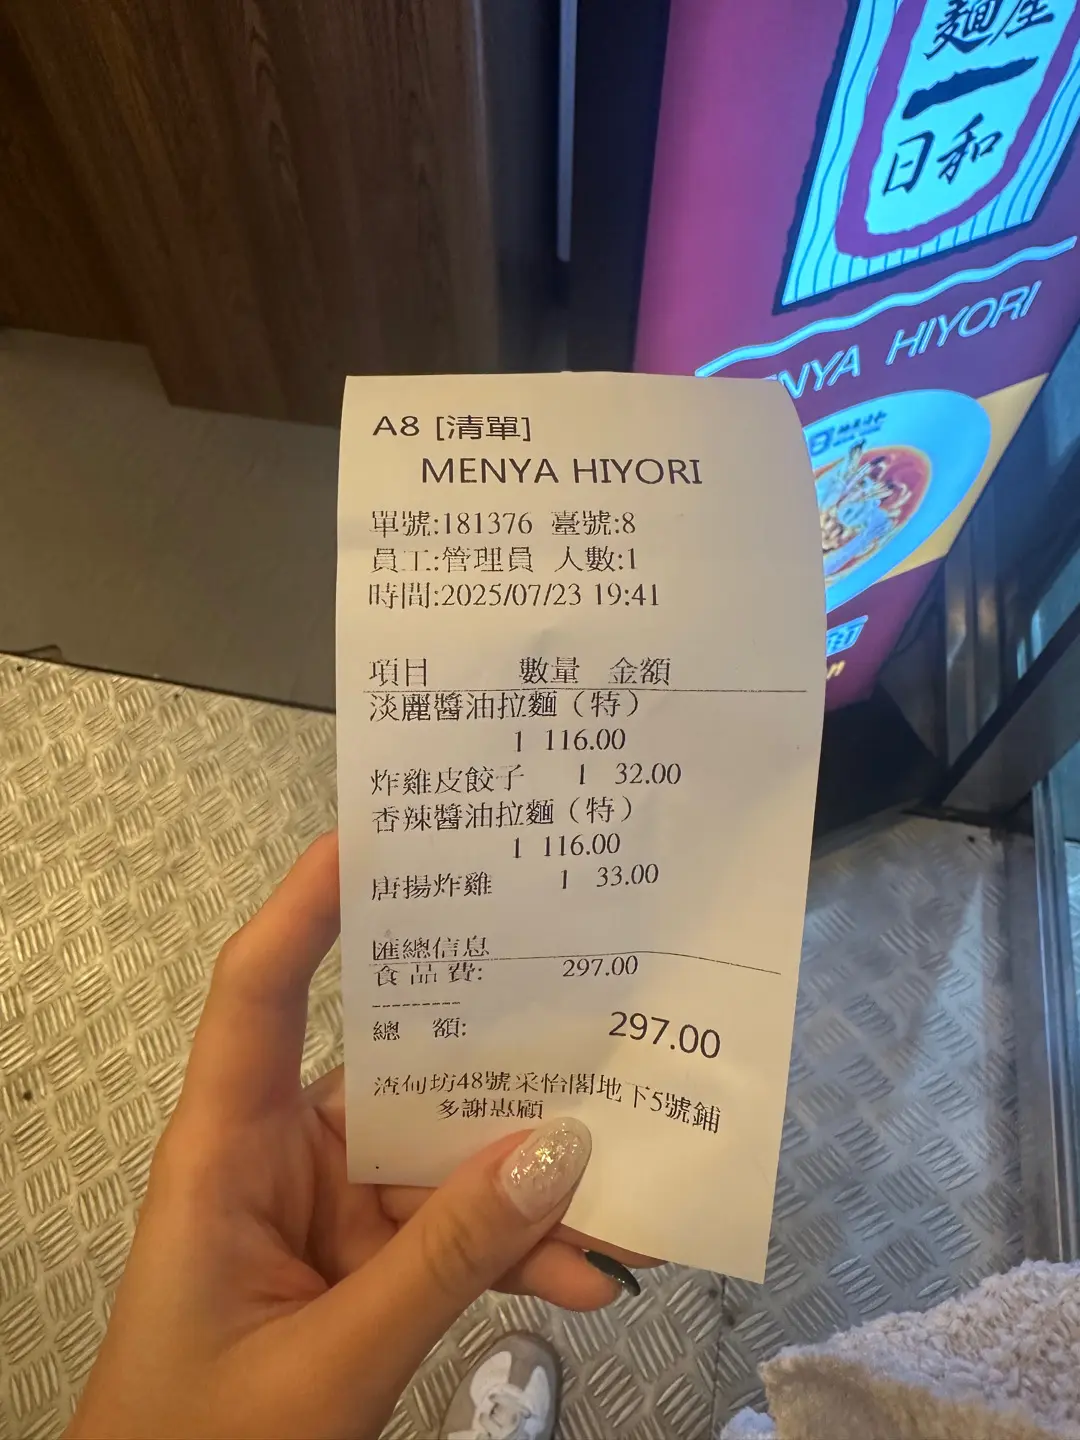 麵屋
一
日和
MENYA HIYORI
A8 [清單]
MENYA HIYORI
單號:181376 臺號:8
員工:管理員 人數:1
時間:2025/07/23 19:41
項目 數量 金額
淡麗醬油拉麵（特）
1 116.00
炸雞皮餃子 1 32.00
香辣醬油拉麵（特）
1 116.00
唐揚炸雞 1 33.00
匯總信息
食 品 費: 297.00
---------
總 額: 297.00
渣甸坊48號采怡閣地下5號鋪
多謝惠顧